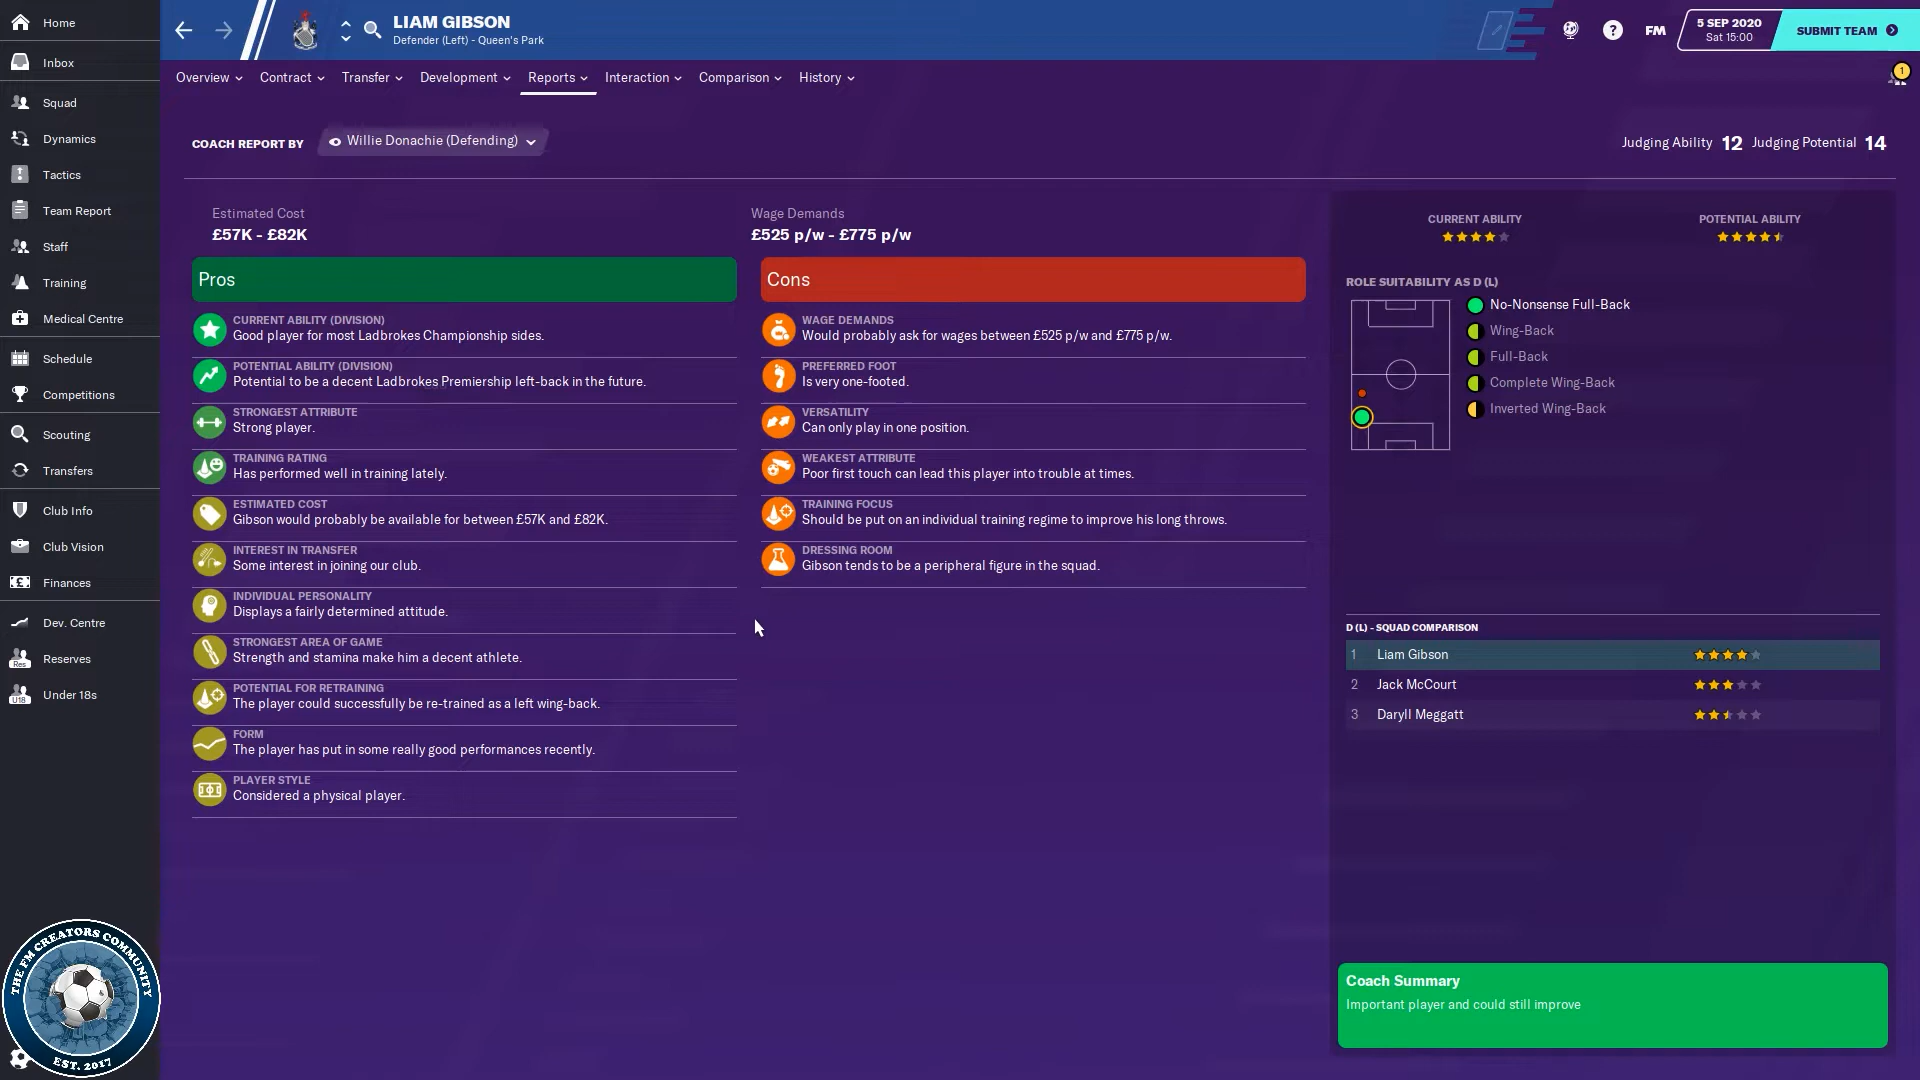 Home
Inbox
Squad
Dynamics
Tactics
Team Report
Staff
Training
Medical Centre
Schedule
Competitions
Scouting
Transfers
Club Info
Club Vision
Finances
Dev. Centre
Res
Reserves
U18
Under 18s
THE FM CREATORS COMMUNITY
EST. 2017
LIAM GIBSON
Defender (Left) - Queen's Park
?
FM
5 SEP 2020
Sat 15:00
SUBMIT TEAM
Overview
Contract
Transfer
Development
Reports
Interaction
Comparison
History
1
COACH REPORT BY
Willie Donachie (Defending)
Judging Ability 12 Judging Potential 14
Estimated Cost
£57K - £82K
Wage Demands
£525 p/w - £775 p/w
Pros
CURRENT ABILITY (DIVISION)
Good player for most Ladbrokes Championship sides.
POTENTIAL ABILITY (DIVISION)
Potential to be a decent Ladbrokes Premiership left-back in the future.
STRONGEST ATTRIBUTE
Strong player.
TRAINING RATING
Has performed well in training lately.
ESTIMATED COST
Gibson would probably be available for between £57K and £82K.
INTEREST IN TRANSFER
Some interest in joining our club.
INDIVIDUAL PERSONALITY
Displays a fairly determined attitude.
STRONGEST AREA OF GAME
Strength and stamina make him a decent athlete.
POTENTIAL FOR RETRAINING
The player could successfully be re-trained as a left wing-back.
FORM
The player has put in some really good performances recently.
PLAYER STYLE
Considered a physical player.
Cons
WAGE DEMANDS
Would probably ask for wages between £525 p/w and £775 p/w.
PREFERRED FOOT
Is very one-footed.
VERSATILITY
Can only play in one position.
WEAKEST ATTRIBUTE
Poor first touch can lead this player into trouble at times.
TRAINING FOCUS
Should be put on an individual training regime to improve his long throws.
DRESSING ROOM
Gibson tends to be a peripheral figure in the squad.
CURRENT ABILITY
POTENTIAL ABILITY
ROLE SUITABILITY AS D (L)
No-Nonsense Full-Back
Wing-Back
Full-Back
Complete Wing-Back
Inverted Wing-Back
D (L) - SQUAD COMPARISON
1 Liam Gibson
2 Jack McCourt
3 Daryll Meggatt
Coach Summary
Important player and could still improve